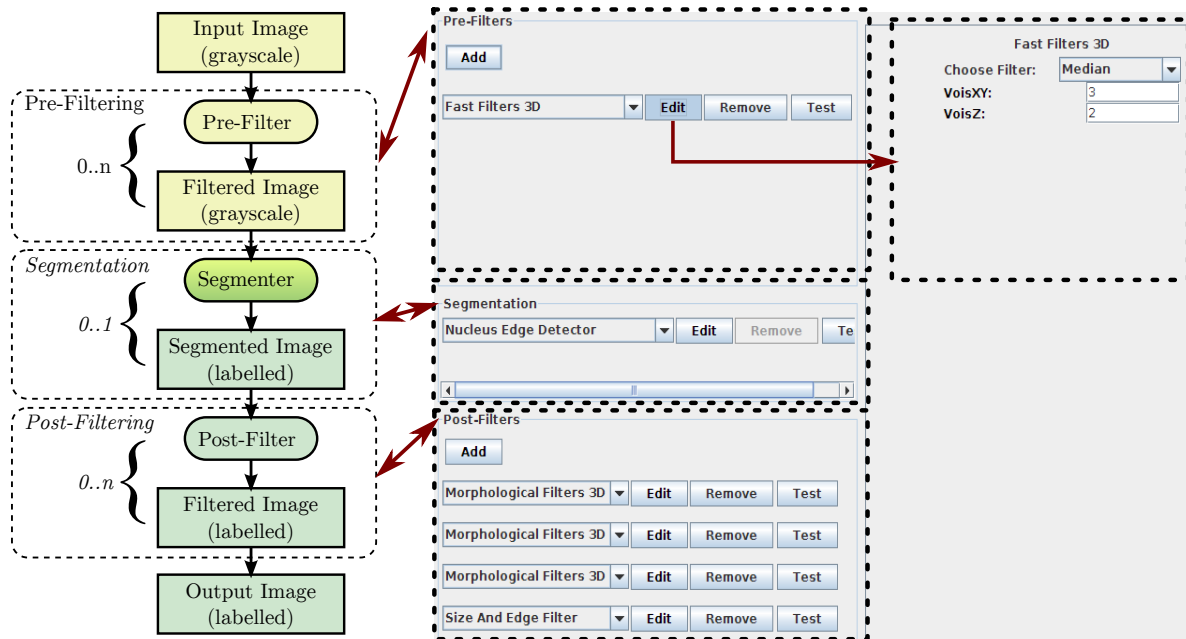 Input Image
(grayscale)
Pre-Filtering
Pre-Filter
0..n
Filtered Image
(grayscale)
Segmentation
Segmenter
0..1
Segmented Image
(labelled)
Post-Filtering
Post-Filter
0..n
Filtered Image
(labelled)
Output Image
(labelled)
Pre-Filters
Add
Fast Filters 3D Edit Remove Test
Segmentation
Nucleus Edge Detector Edit Remove Te
Post-Filters
Add
Morphological Filters 3D Edit Remove Test
Morphological Filters 3D Edit Remove Test
Morphological Filters 3D Edit Remove Test
Size And Edge Filter Edit Remove Test
Fast Filters 3D
Choose Filter: Median
VoisXY: 3
VoisZ: 2